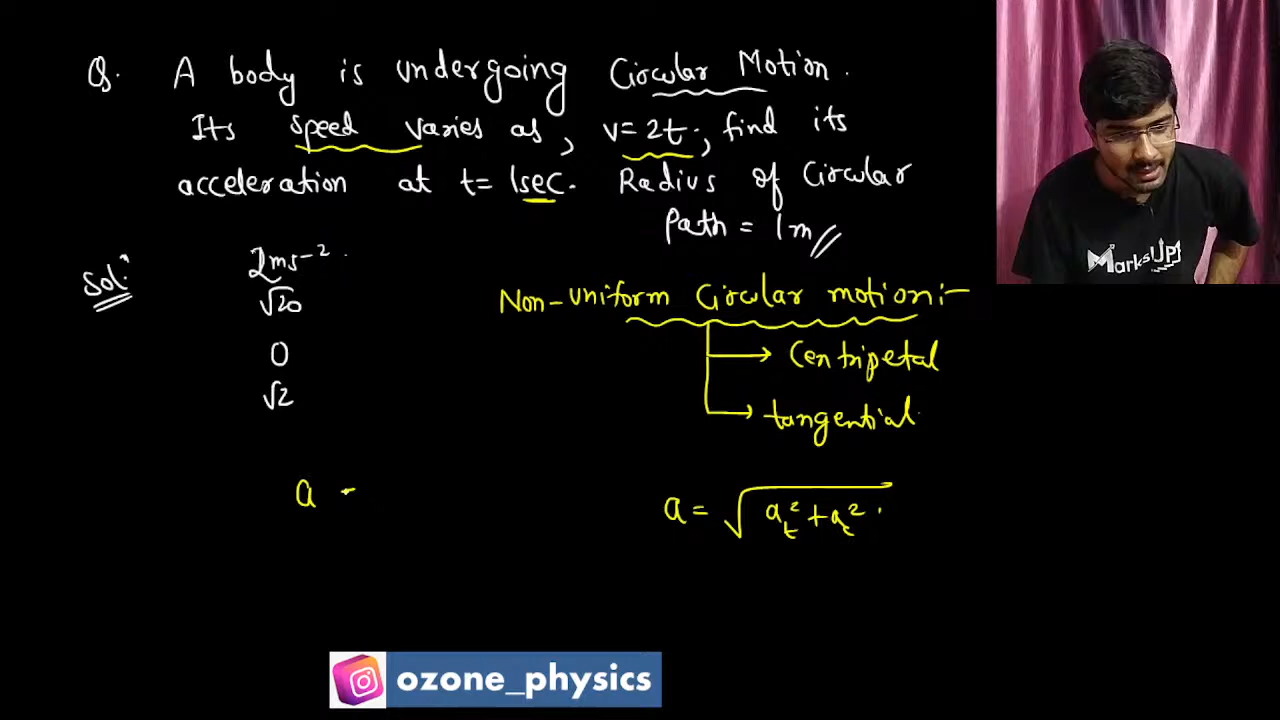 Q. A body is undergoing Circular Motion.
Its speed varies as, v=2t., find its
acceleration at t= 1sec. Radius of Circular
Path = 1m //
Sol:
2ms-²
√20
0
√2
Non-uniform Circular motion:-
Centripetal
tangential
a -
a = √at²+ac²
MarksUp
ozone_physics